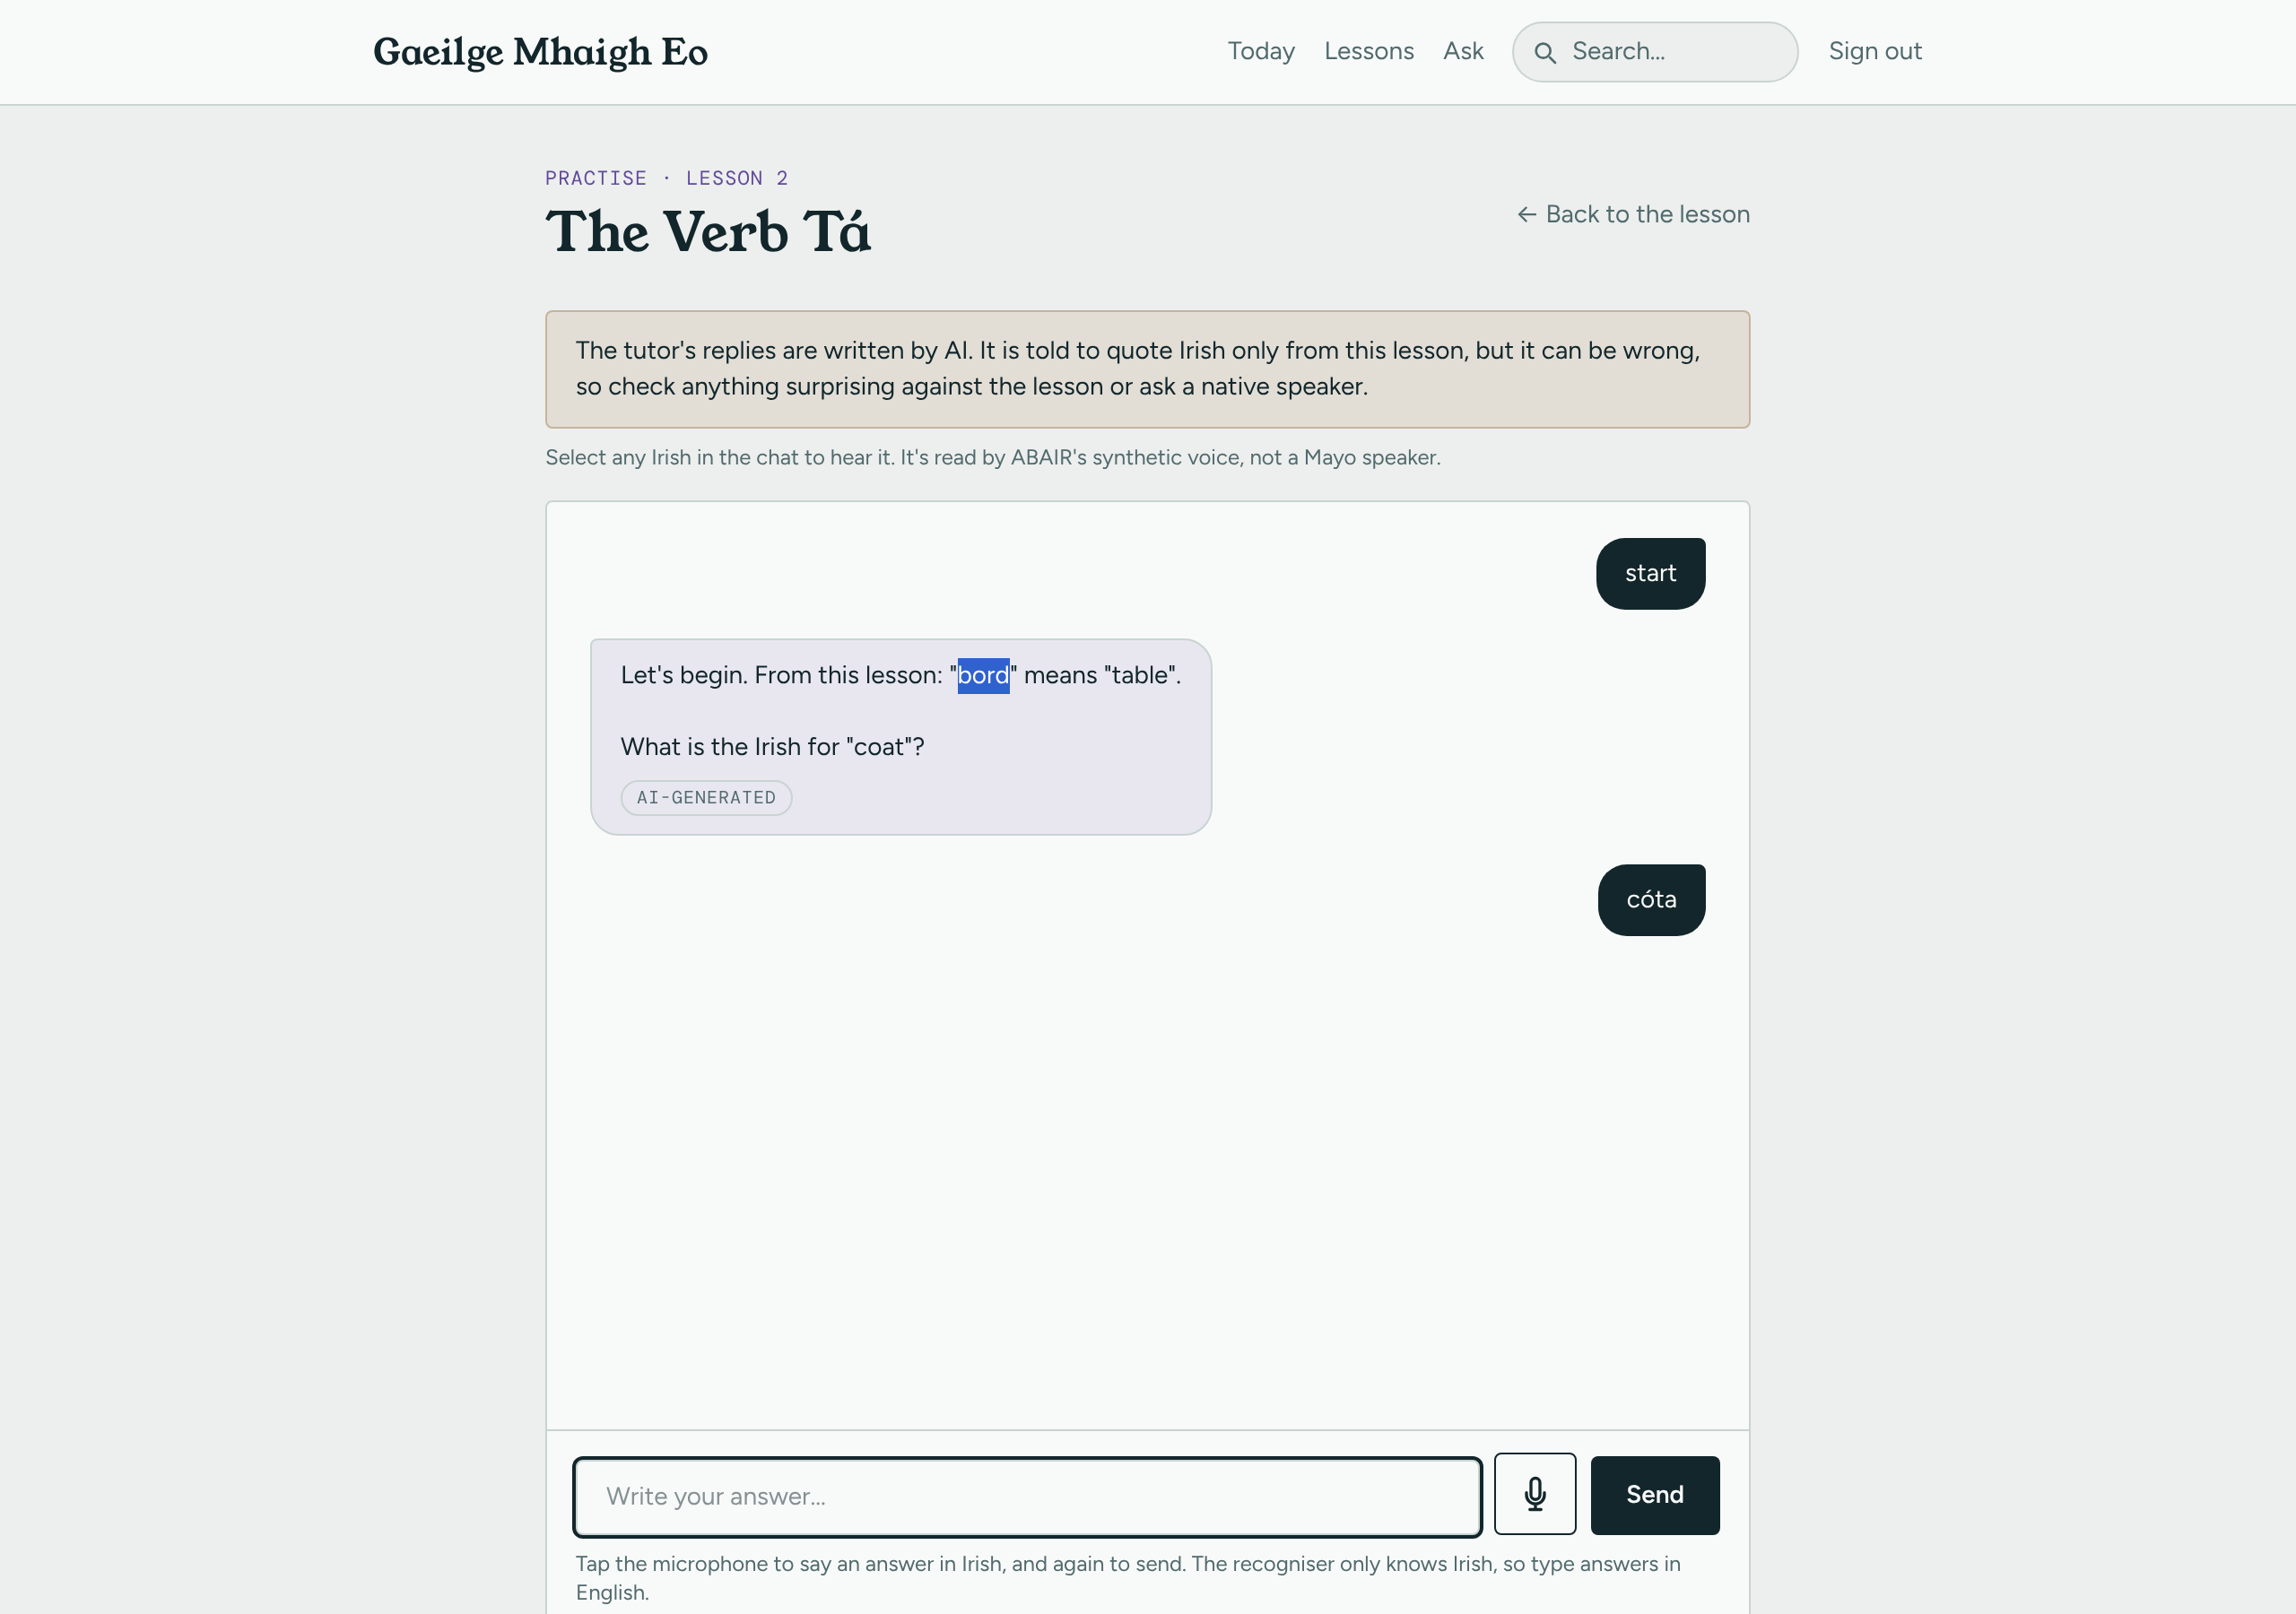 Gaeilge Mhaigh Eo
Today Lessons Ask Search... Sign out
PRACTISE · LESSON 2
The Verb Tá
← Back to the lesson
The tutor's replies are written by AI. It is told to quote Irish only from this lesson, but it can be wrong,
so check anything surprising against the lesson or ask a native speaker.
Select any Irish in the chat to hear it. It's read by ABAIR's synthetic voice, not a Mayo speaker.
start
Let's begin. From this lesson: "bord" means "table".
What is the Irish for "coat"?
AI-GENERATED
cóta
Write your answer...
Send
Tap the microphone to say an answer in Irish, and again to send. The recogniser only knows Irish, so type answers in
English.